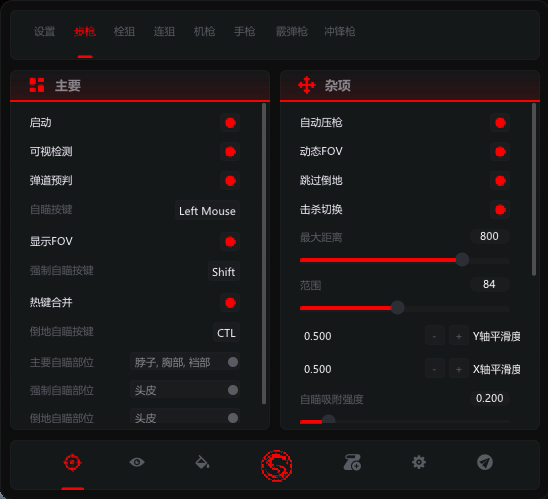 设置 步枪 栓狙 连狙 机枪 手枪 霰弹枪 冲锋枪
主要
启动
可视检测
弹道预判
自瞄按键 Left Mouse
显示FOV
强制自瞄按键 Shift
热键合并
倒地自瞄按键 CTL
主要自瞄部位 脖子, 胸部, 裆部
强制自瞄部位 头皮
倒地自瞄部位 头皮
杂项
自动压枪
动态FOV
跳过倒地
击杀切换
最大距离 800
范围 84
0.500 - + Y轴平滑度
0.500 - + X轴平滑度
自瞄吸附强度 0.200